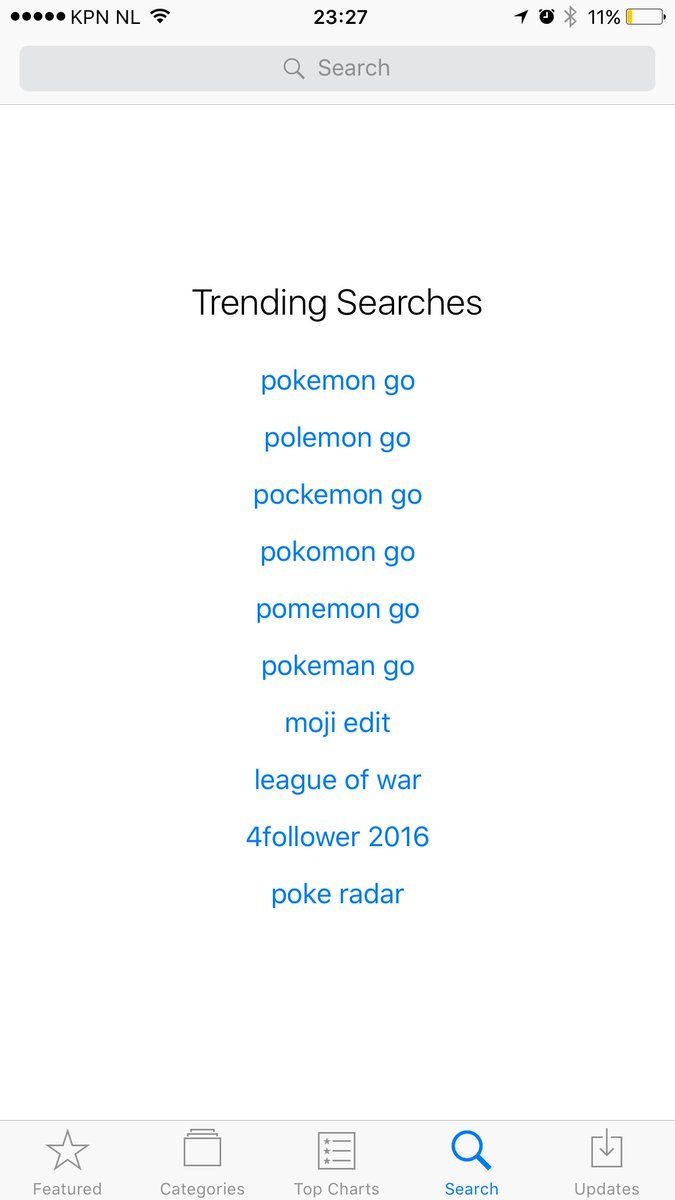 KPN NL 23:27 11%
Search
Trending Searches
pokemon go
polemon go
pockemon go
pokomon go
pomemon go
pokeman go
moji edit
league of war
4follower 2016
poke radar
Featured Categories Top Charts Search Updates